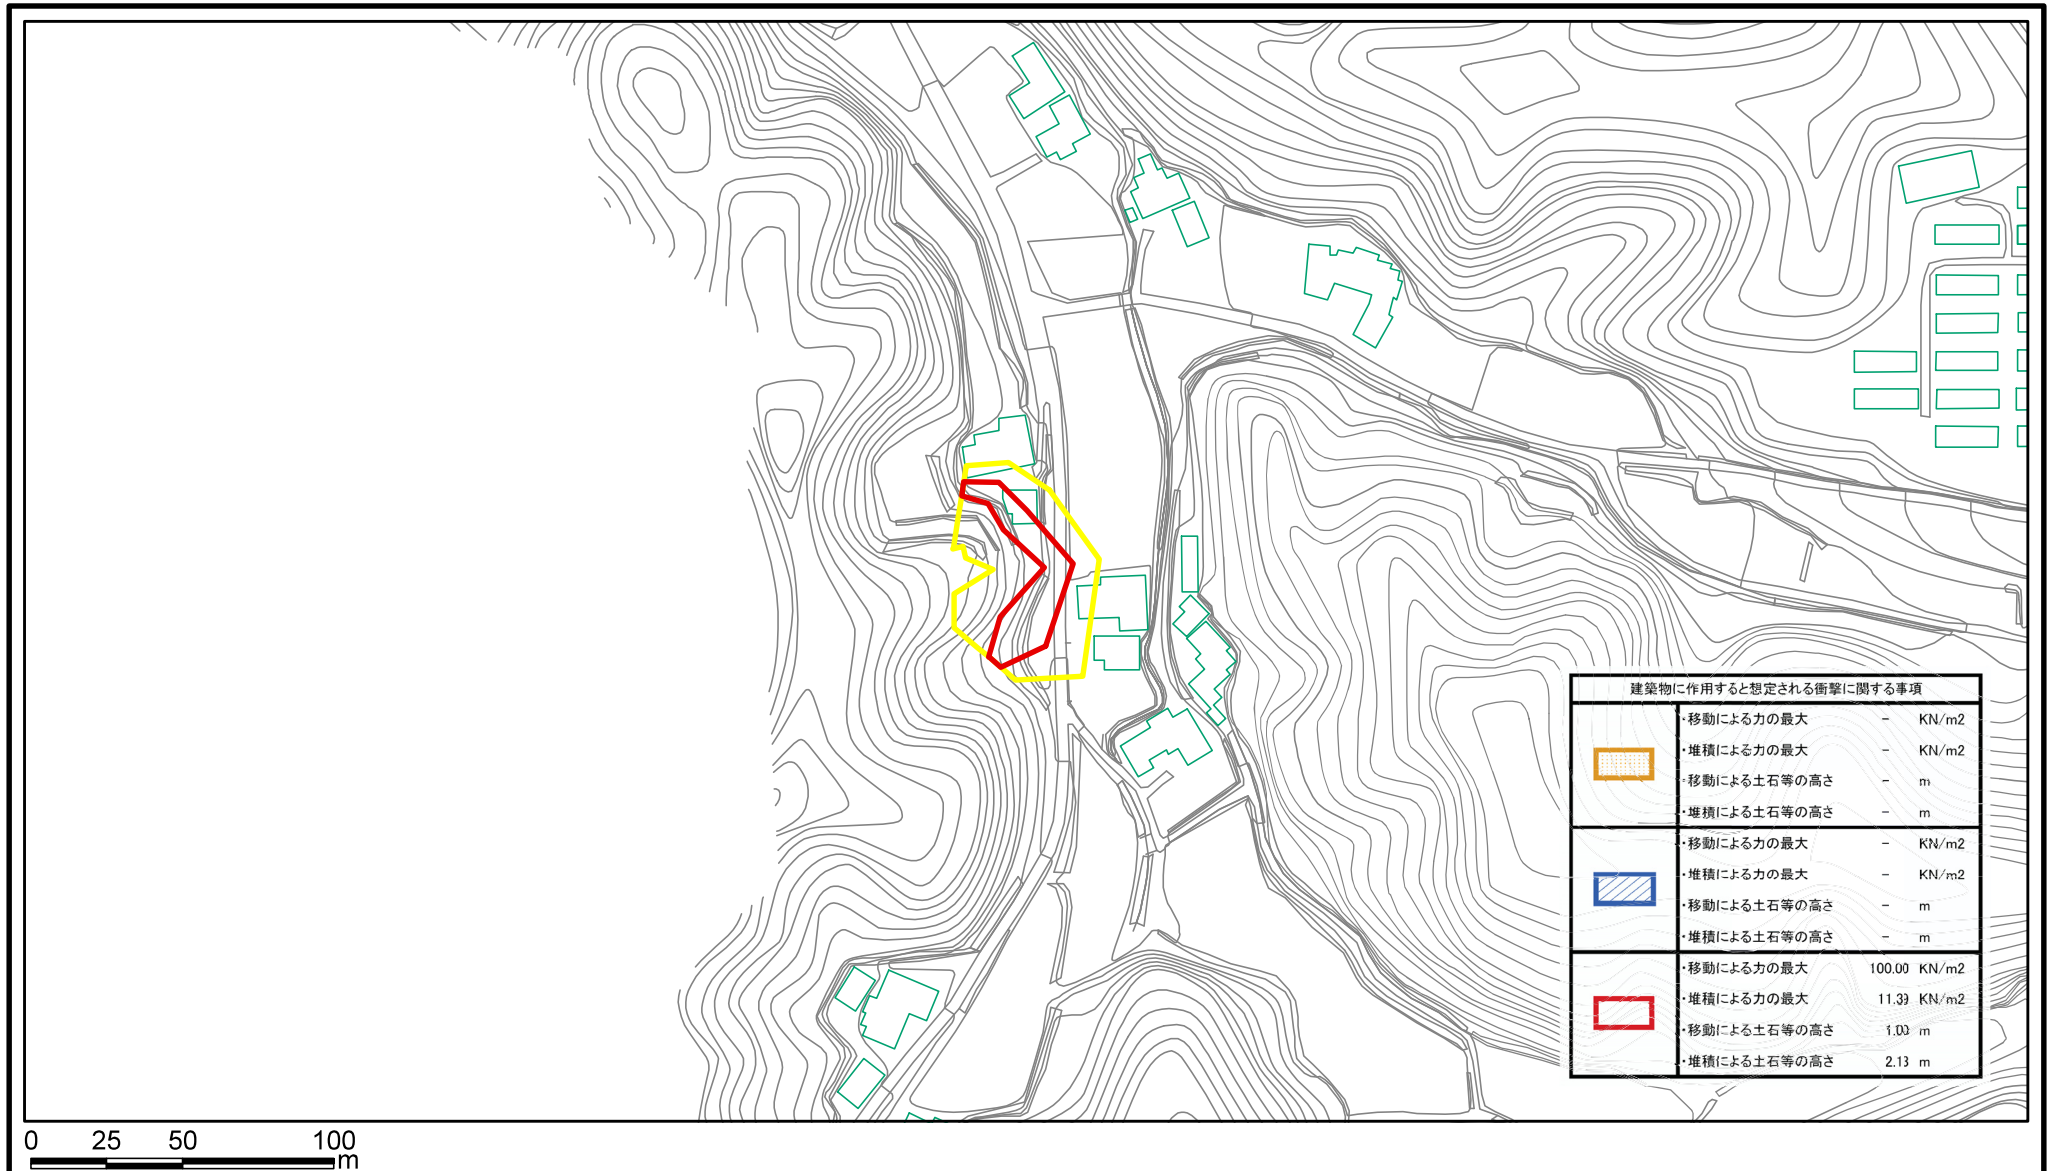 建築物に作用すると想定される衝撃に関する事項
・移動による力の最大 － KN/m2
・堆積による力の最大 － KN/m2
・移動による土石等の高さ － m
・堆積による土石等の高さ － m
・移動による力の最大 － KN/m2
・堆積による力の最大 － KN/m2
・移動による土石等の高さ － m
・堆積による土石等の高さ － m
・移動による力の最大 100.00 KN/m2
・堆積による力の最大 11.39 KN/m2
・移動による土石等の高さ 1.00 m
・堆積による土石等の高さ 2.13 m
0 25 50 100
m